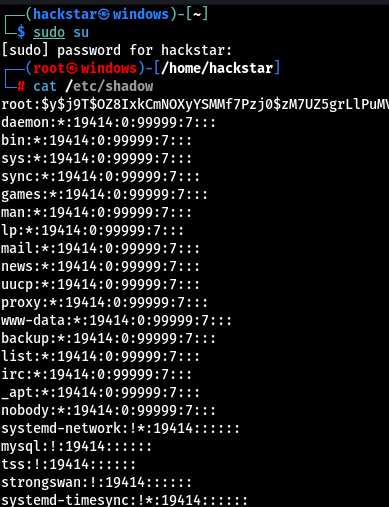 ┌──(hackstar㉿windows)-[~]
└─$ sudo su
[sudo] password for hackstar:
┌──(root㉿windows)-[/home/hackstar]
└─# cat /etc/shadow
root:$y$j9T$OZ8IxkCmNOXyYSMMf7Pzj0$zM7UZ5grLlPuMV
daemon:*:19414:0:99999:7:::
bin:*:19414:0:99999:7:::
sys:*:19414:0:99999:7:::
sync:*:19414:0:99999:7:::
games:*:19414:0:99999:7:::
man:*:19414:0:99999:7:::
lp:*:19414:0:99999:7:::
mail:*:19414:0:99999:7:::
news:*:19414:0:99999:7:::
uucp:*:19414:0:99999:7:::
proxy:*:19414:0:99999:7:::
www-data:*:19414:0:99999:7:::
backup:*:19414:0:99999:7:::
list:*:19414:0:99999:7:::
irc:*:19414:0:99999:7:::
_apt:*:19414:0:99999:7:::
nobody:*:19414:0:99999:7:::
systemd-network:!*:19414::::::
mysql:!:19414::::::
tss:!:19414::::::
strongswan:!:19414::::::
systemd-timesync:!*:19414::::::